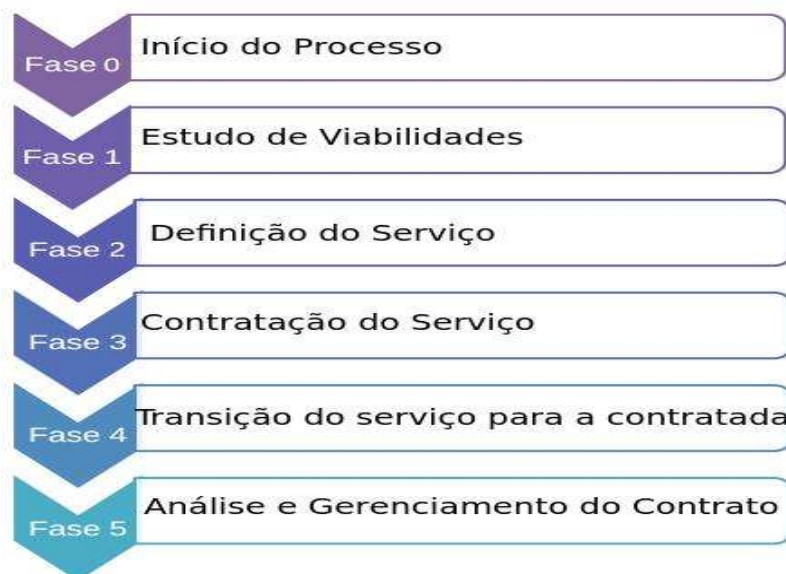 Fase 0 Início do Processo
Fase 1 Estudo de Viabilidades
Fase 2 Definição do Serviço
Fase 3 Contratação do Serviço
Fase 4 Transição do serviço para a contratada
Fase 5 Análise e Gerenciamento do Contrato